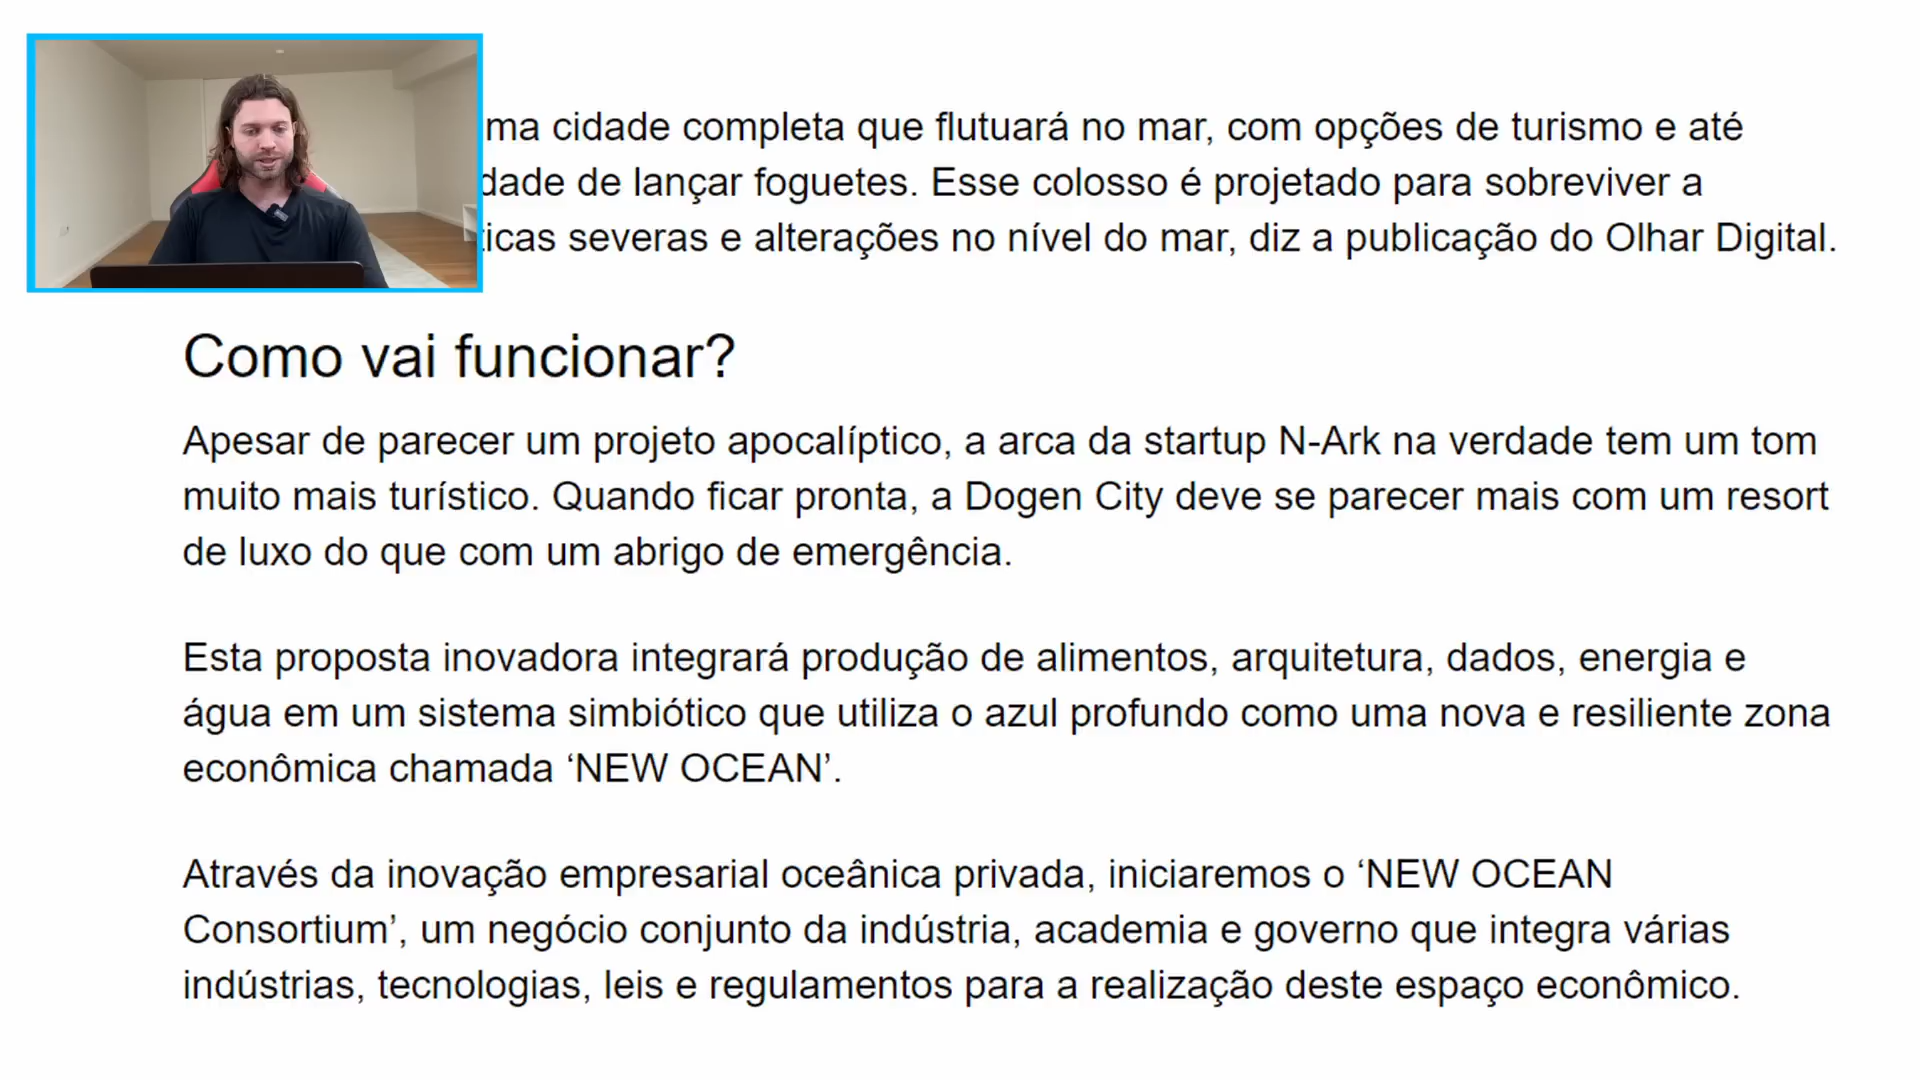 cidade completa que flutuará no mar, com opções de turismo e até
de lançar foguetes. Esse colosso é projetado para sobreviver a
severas e alterações no nível do mar, diz a publicação do Olhar Digital.
Como vai funcionar?
Apesar de parecer um projeto apocalíptico, a arca da startup N-Ark na verdade tem um tom
muito mais turístico. Quando ficar pronta, a Dogen City deve se parecer mais com um resort
de luxo do que com um abrigo de emergência.
Esta proposta inovadora integrará produção de alimentos, arquitetura, dados, energia e
água em um sistema simbiótico que utiliza o azul profundo como uma nova e resiliente zona
econômica chamada ‘NEW OCEAN’.
Através da inovação empresarial oceânica privada, iniciaremos o ‘NEW OCEAN
Consortium’, um negócio conjunto da indústria, academia e governo que integra várias
indústrias, tecnologias, leis e regulamentos para a realização deste espaço econômico.